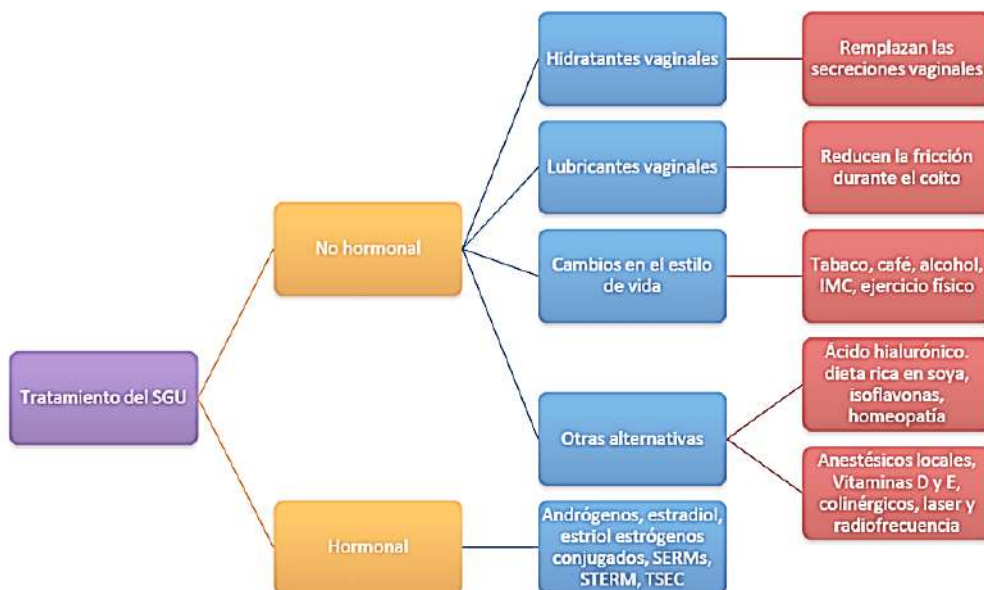 Tratamiento del SGU
No hormonal
Hidratantes vaginales
Remplazan las
secreciones vaginales
Lubricantes vaginales
Reducen la fricción
durante el coito
Cambios en el estilo
de vida
Tabaco, café, alcohol,
IMC, ejercicio físico
Otras alternativas
Ácido hialurónico.
dieta rica en soya,
isoflavonas,
homeopatía
Anestésicos locales,
Vitaminas D y E,
colinérgicos, laser y
radiofrecuencia
Hormonal
Andrógenos, estradiol,
estriol estrógenos
conjugados, SERMs,
STERM, TSEC